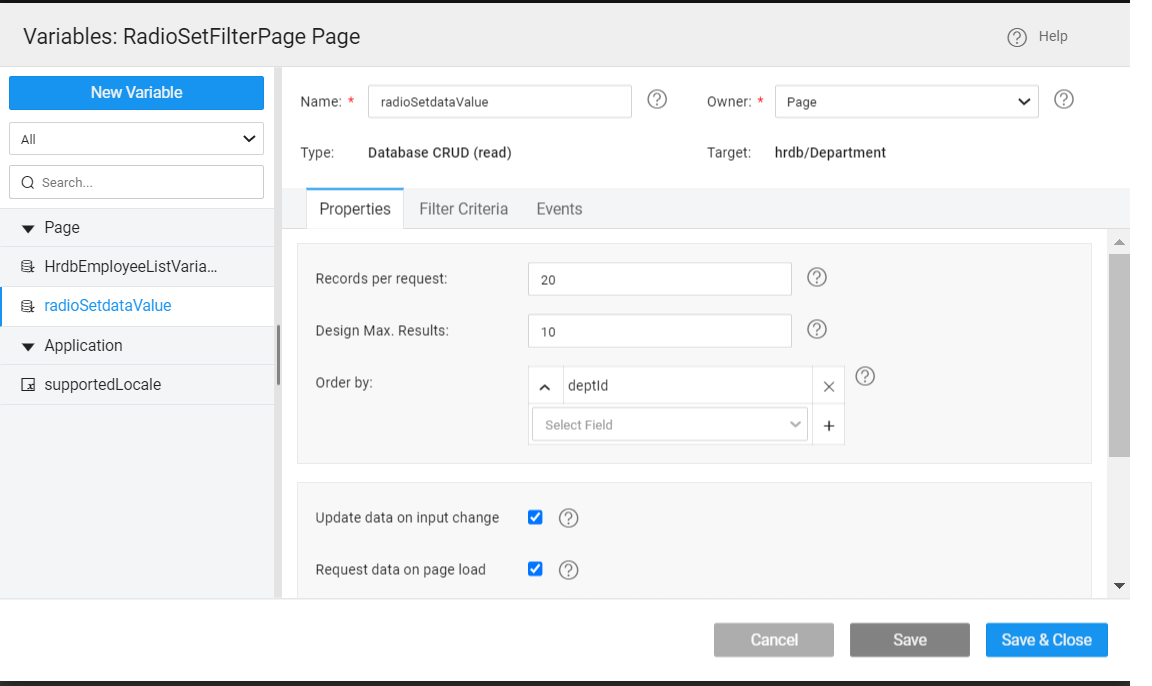 Variables: RadioSetFilterPage Page
Help
New Variable
All
Search...
Page
HrdbEmployeeListVaria...
radioSetdataValue
Application
supportedLocale
Name: * radioSetdataValue
Owner: * Page
Type: Database CRUD (read)
Target: hrdb/Department
Properties Filter Criteria Events
Records per request: 20
Design Max. Results: 10
Order by: deptId
Select Field
Update data on input change
Request data on page load
Cancel Save Save & Close